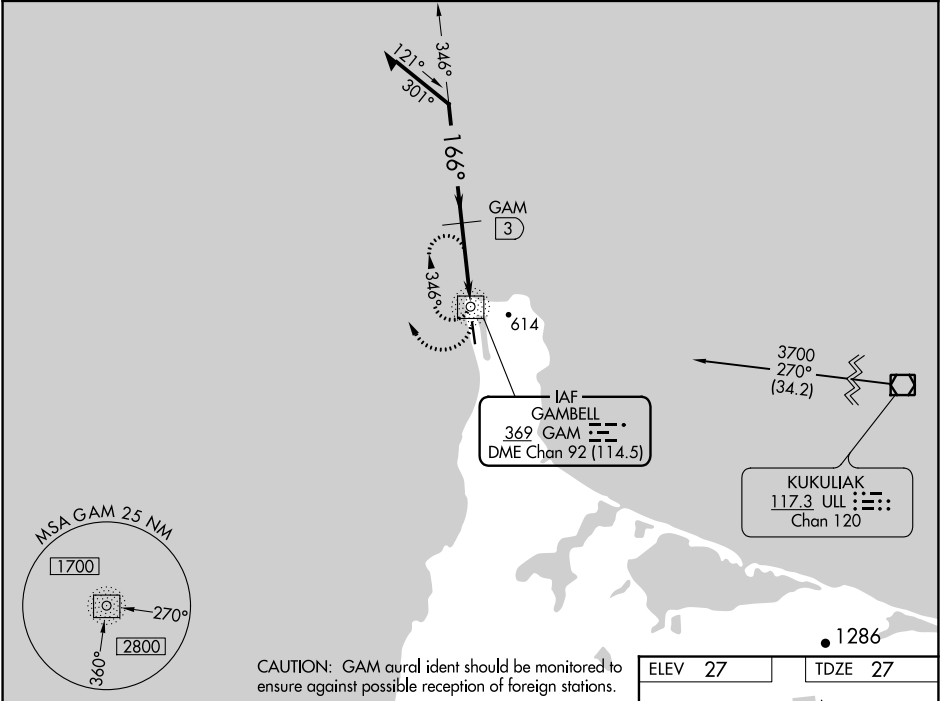 346°
121°
301°
166°
GAM
3
346°
614
3700
270°
(34.2)
IAF
GAMBELL
369 GAM
DME Chan 92 (114.5)
KUKULIAK
117.3 ULL
Chan 120
MSA GAM 25 NM
1700
270°
2800
360°
1286
CAUTION: GAM aural ident should be monitored to
ensure against possible reception of foreign stations.
ELEV 27
TDZE 27